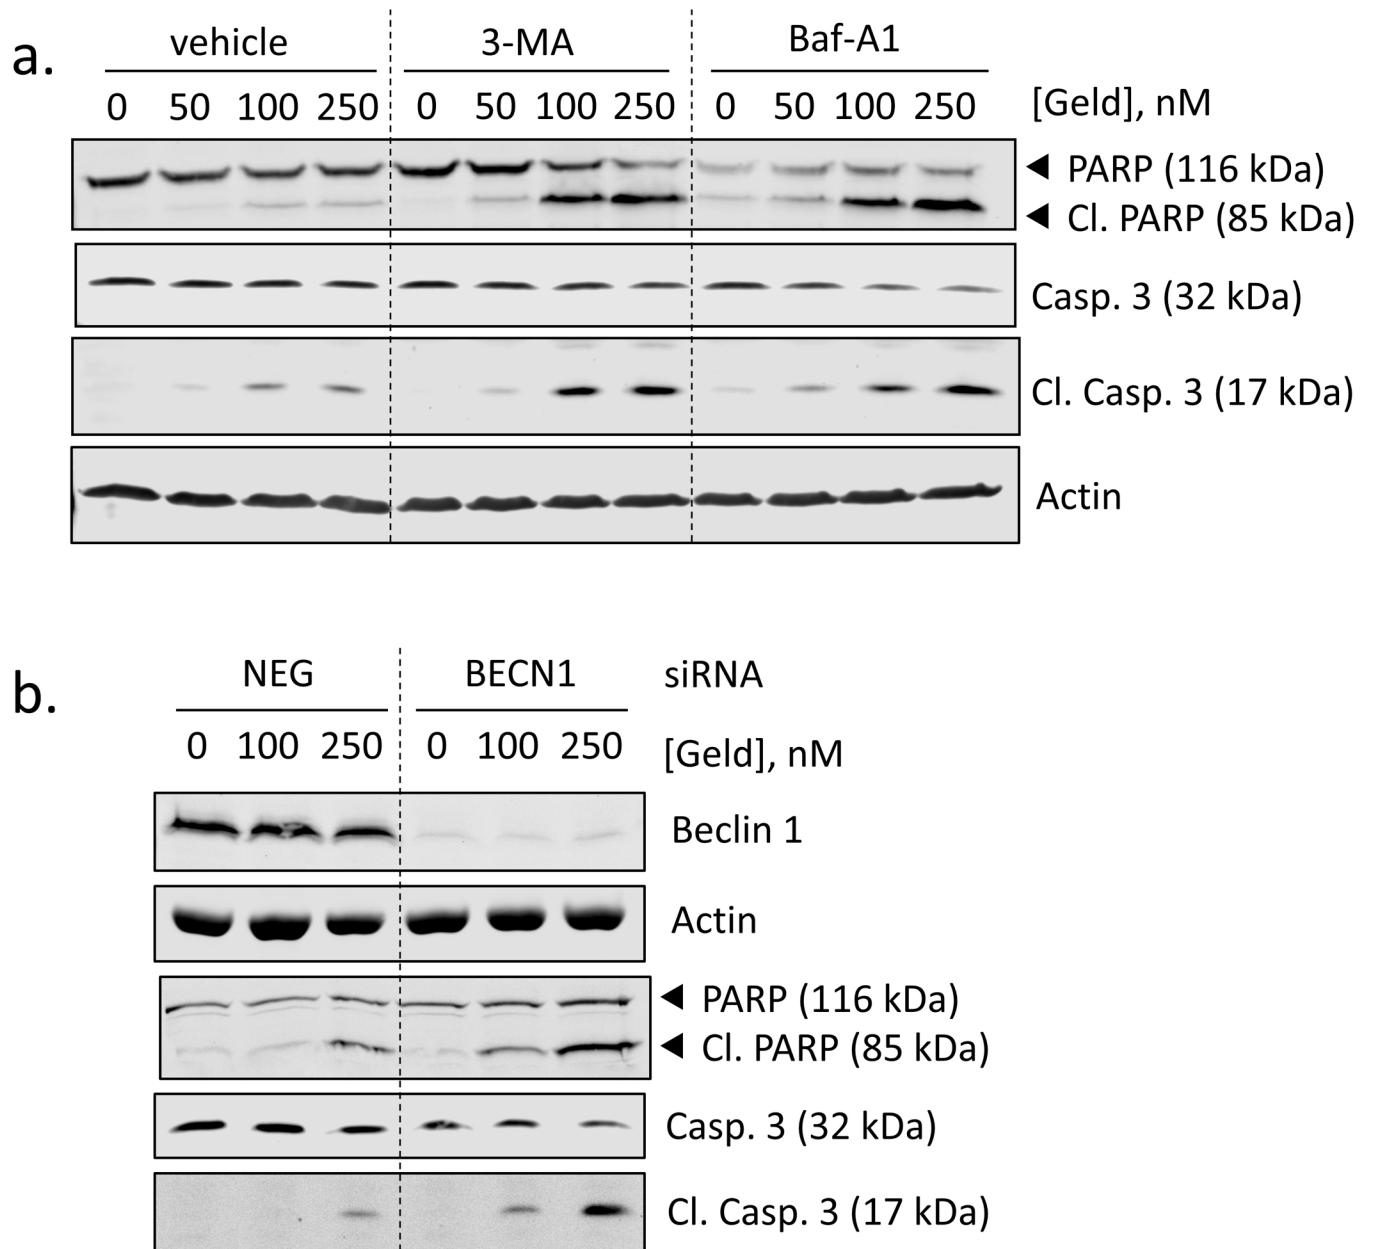 a.
vehicle 3-MA Baf-A1
0 50 100 250 0 50 100 250 0 50 100 250 [Geld], nM
◄ PARP (116 kDa)
◄ Cl. PARP (85 kDa)
Casp. 3 (32 kDa)
Cl. Casp. 3 (17 kDa)
Actin
b.
NEG BECN1 siRNA
0 100 250 0 100 250 [Geld], nM
Beclin 1
Actin
◄ PARP (116 kDa)
◄ Cl. PARP (85 kDa)
Casp. 3 (32 kDa)
Cl. Casp. 3 (17 kDa)